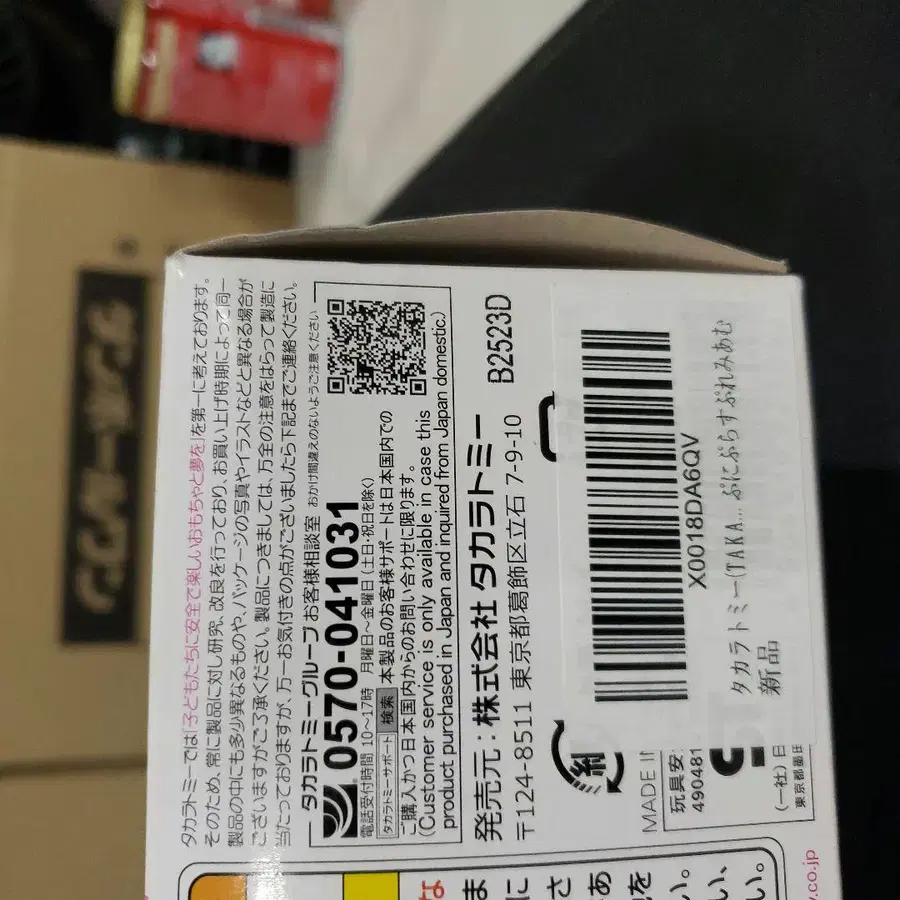 タカラトミーでは「子どもたちに安全で楽しいおもちゃと夢を」を第一に考えております。
そのため、常に製品に対し研究、改良を行っており、お買い上げ時期によって同一
製品の中にも多少異なるものや、パッケージの写真やイラストなどと異なる場合が
ございますがご了承ください。製品につきましては、万全の注意をはらって製造に
当たっておりますが、万一お気付きの点がございましたら下記までご連絡ください。
タカラトミーグループお客様相談室 おかけ間違えのないようご注意ください
0570-041031
電話受付時間 10〜17時 月曜日〜金曜日(土日・祝日を除く)
タカラトミーサポート 検索 本製品のお客様サポートは日本国内での
ご購入かつ日本国内からのお問い合わせに限ります。
(Customer service is only available in case this
product purchased in Japan and inquired from Japan domestic.)
発売元:株式会社タカラトミー B2523D
〒124-8511 東京都葛飾区立石 7-9-10
紙
MADE IN
玩具安
490481
(一社)日
東京都墨田
X0018DA6QV
タカラトミー(TAKA... ぷにぷらすぷれみあむ
新品
な
ま
に
さ
あ
を
い。
い、
い。
y.co.jp